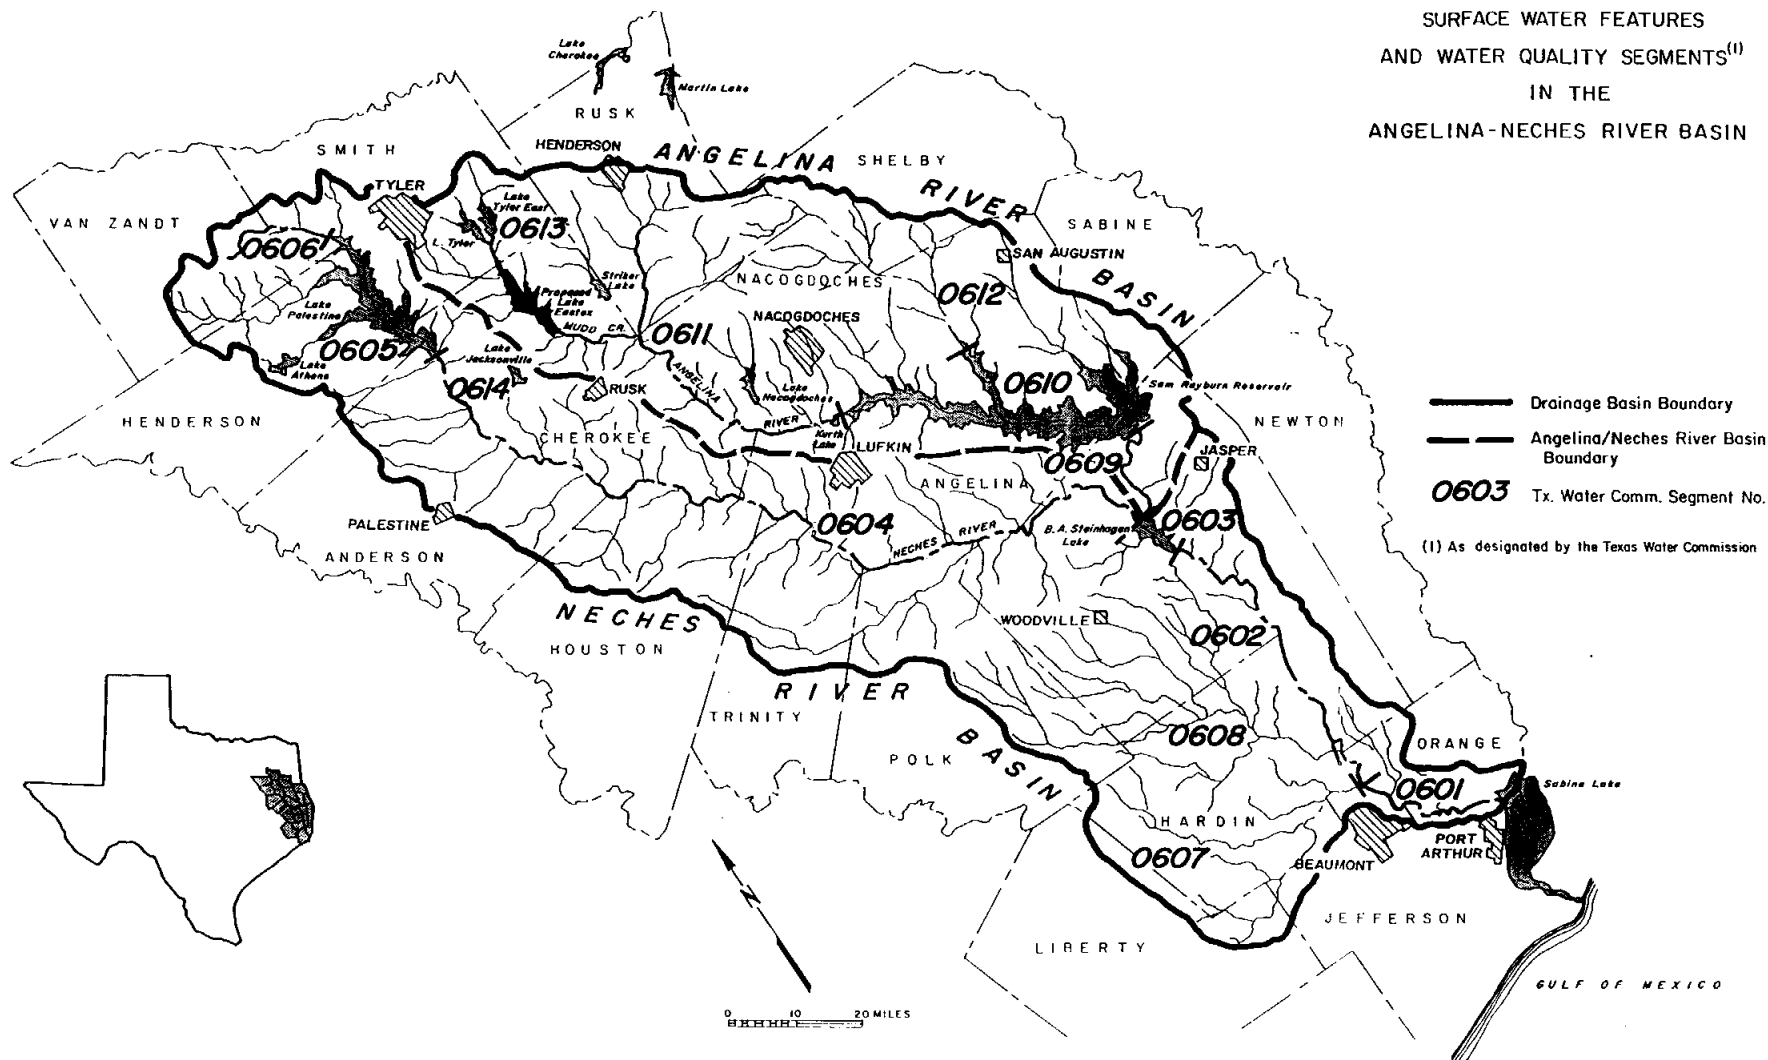 SURFACE WATER FEATURES
AND WATER QUALITY SEGMENTS(1)
IN THE
ANGELINA-NECHES RIVER BASIN
Lake
Cherokee
Martin Lake
RUSK
SMITH
HENDERSON
ANGELINA
SHELBY
TYLER
RIVER
VAN ZANDT
Lake
Tyler East
0613
SABINE
0606
L. Tyler
SAN AUGUSTIN
BASIN
Striker
Lake
NACOGDOCHES
0612
Lake
Palestine
Proposed
Lake
Eastex
MUDD CR.
NACOGDOCHES
0611
0605
Lake
Jacksonville
Lake
Athens
0614
RUSK
ANGELINA
RIVER
Lake
Nacogdoches
0610
Sam Rayburn Reservoir
HENDERSON
NEWTON
Drainage Basin Boundary
CHEROKEE
Kurth
Lake
LUFKIN
Angelina/Neches River Basin
Boundary
JASPER
0609
ANGELINA
0603 Tx. Water Comm. Segment No.
PALESTINE
0604
NECHES RIVER
B. A. Steinhagen
Lake
0603
ANDERSON
(1) As designated by the Texas Water Commission
NECHES
WOODVILLE
0602
HOUSTON
RIVER
TRINITY
0608
BASIN
POLK
ORANGE
0601
Sabine Lake
HARDIN
PORT
ARTHUR
0607
BEAUMONT
N
JEFFERSON
LIBERTY
GULF OF MEXICO
0 10 20 MILES